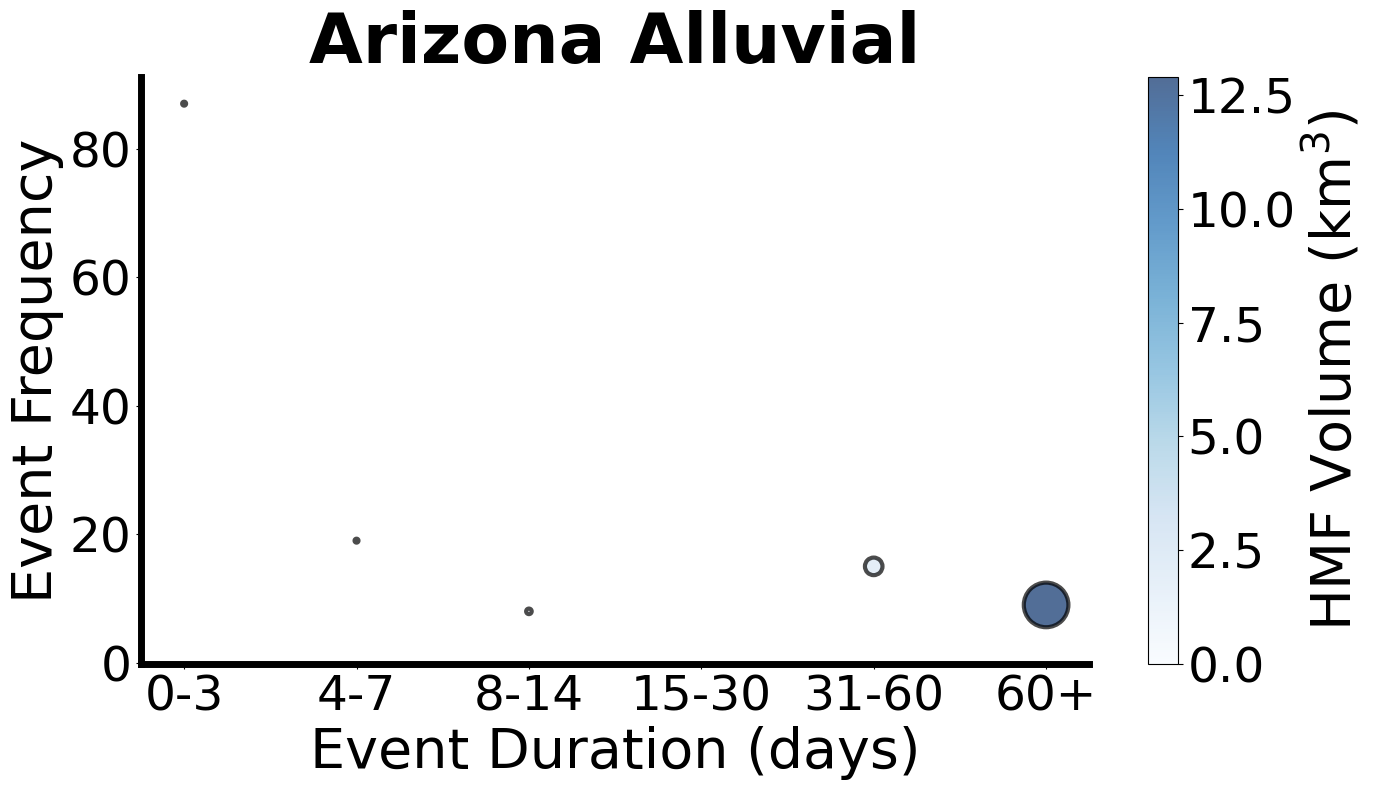 Arizona Alluvial
Event Frequency
80
60
40
20
0
0-3 4-7 8-14 15-30 31-60 60+
Event Duration (days)
12.5
10.0
7.5
5.0
2.5
0.0
HMF Volume (km³)